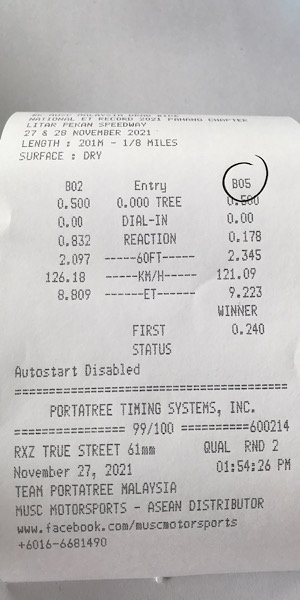 NATIONAL ET RECORD 2021 PAHANG CHAPTER
LITAR PEKAN SPEEDWAY
27 & 28 NOVEMBER 2021
LENGTH : 201M - 1/8 MILES
SURFACE : DRY
B02 Entry B05
0.500 0.000 TREE 0.500
0.00 DIAL-IN 0.00
0.832 REACTION 0.178
2.097 -----60FT----- 2.345
126.18 -----KM/H----- 121.09
8.809 ------ET------ 9.223
WINNER
FIRST 0.240
STATUS
Autostart Disabled
========================================
PORTATREE TIMING SYSTEMS, INC.
================ 99/100 ==========600214
RXZ TRUE STREET 61mm QUAL RND 2
November 27, 2021 01:54:26 PM
TEAM PORTATREE MALAYSIA
MUSC MOTORSPORTS - ASEAN DISTRIBUTOR
www.facebook.com/muscmotorsports
+6016-6681490